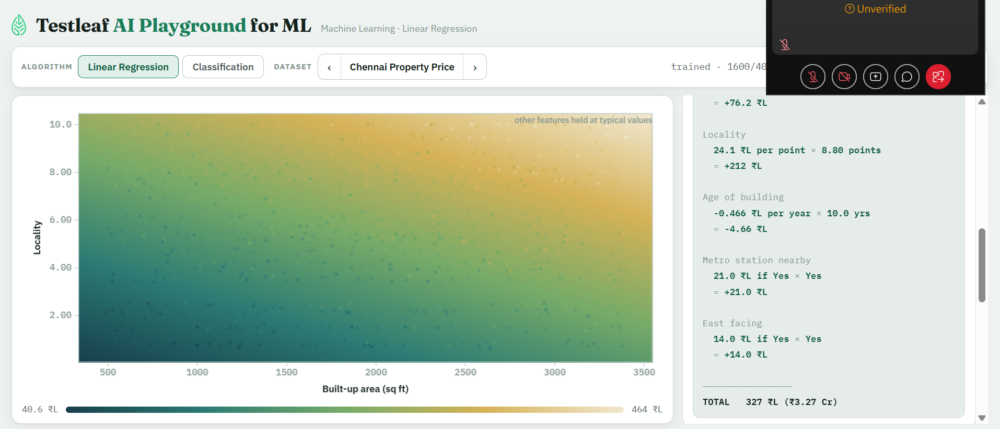 Unverified
Testleaf AI Playground for ML Machine Learning · Linear Regression
ALGORITHM Linear Regression Classification DATASET ‹ Chennai Property Price › trained · 1600/40
other features held at typical values
10.0
8.00
6.00
4.00
2.00
Locality
500 1000 1500 2000 2500 3000 3500
Built-up area (sq ft)
40.6 ₹L 464 ₹L
= +76.2 ₹L
Locality
24.1 ₹L per point × 8.80 points
= +212 ₹L
Age of building
-0.466 ₹L per year × 10.0 yrs
= -4.66 ₹L
Metro station nearby
21.0 ₹L if Yes × Yes
= +21.0 ₹L
East facing
14.0 ₹L if Yes × Yes
= +14.0 ₹L
TOTAL 327 ₹L (₹3.27 Cr)